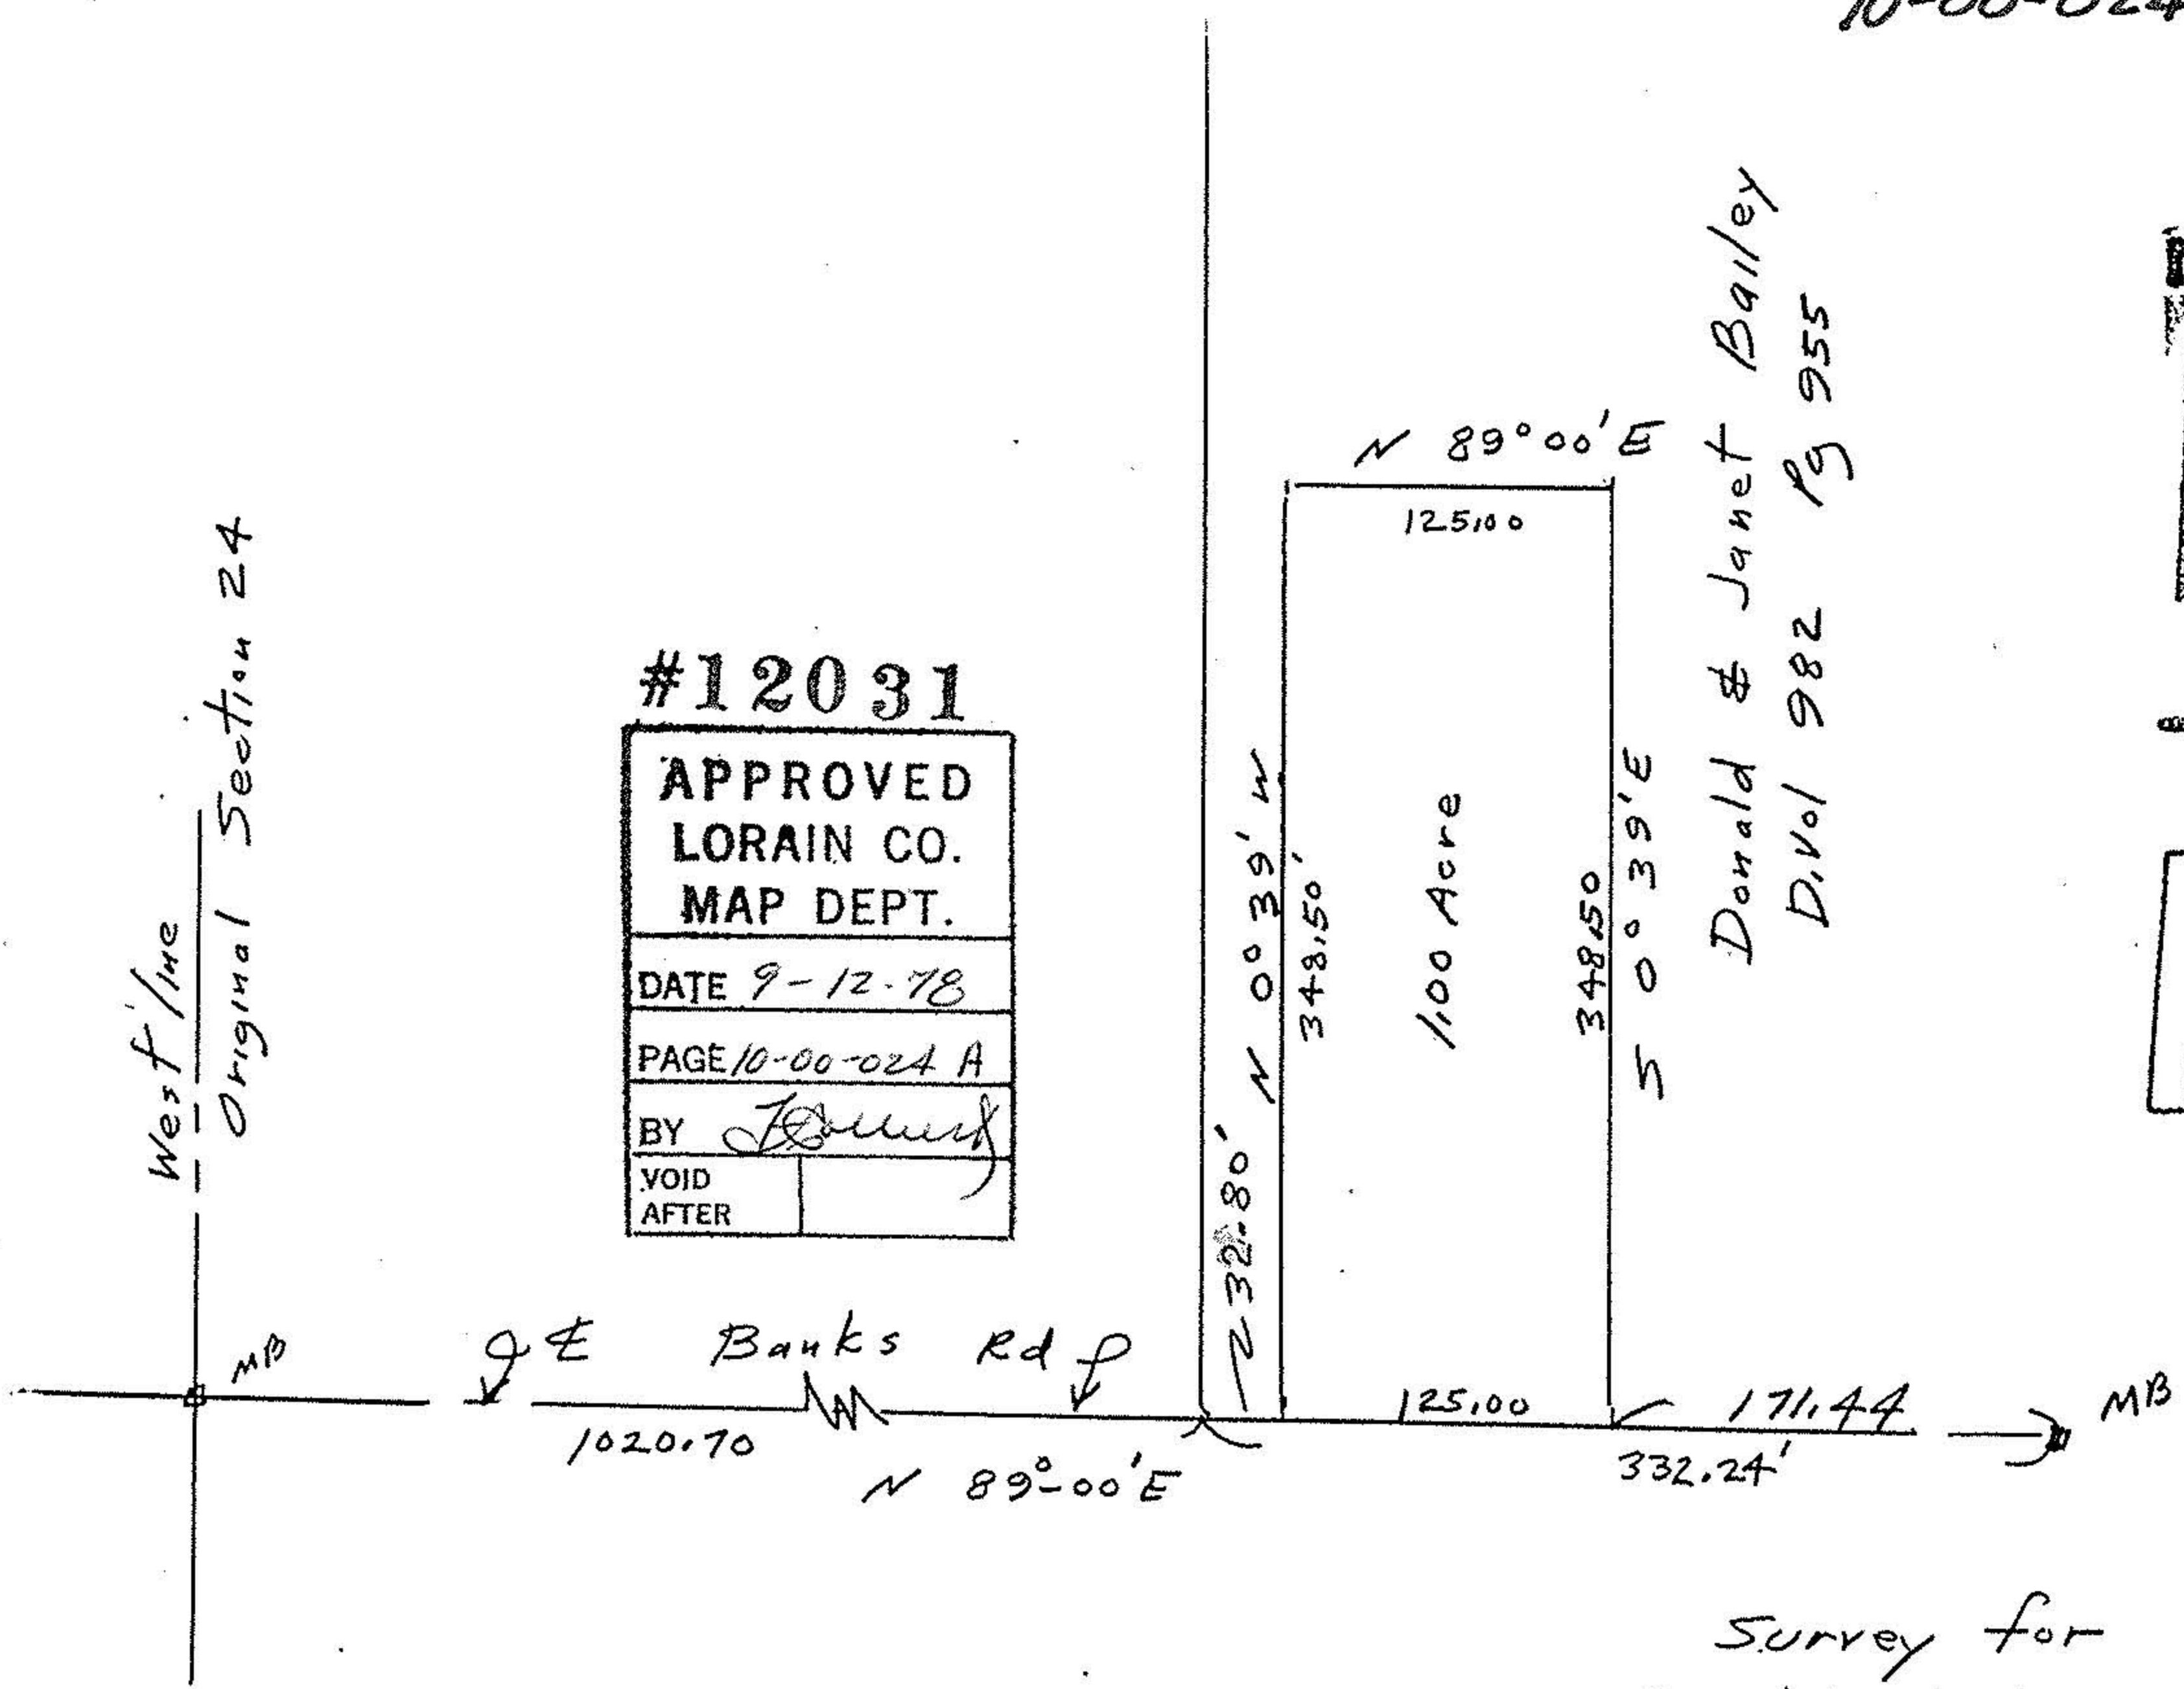 10-00-024
N 89°00'E
125.00
Donald & Janet Bailey
D.Vol 982 Pg 955
West line
Original Section 24
#12031
APPROVED
LORAIN CO.
MAP DEPT.
DATE 9-12-78
PAGE 10-00-024 A
BY
VOID
AFTER
N 0°39'W
348.50'
1.00 Acre
348.50
S 0°39'E
32.80'
MB
℄ Banks Rd
1020.70
N 89°-00'E
125.00
171.44
332.24'
MB
Survey for